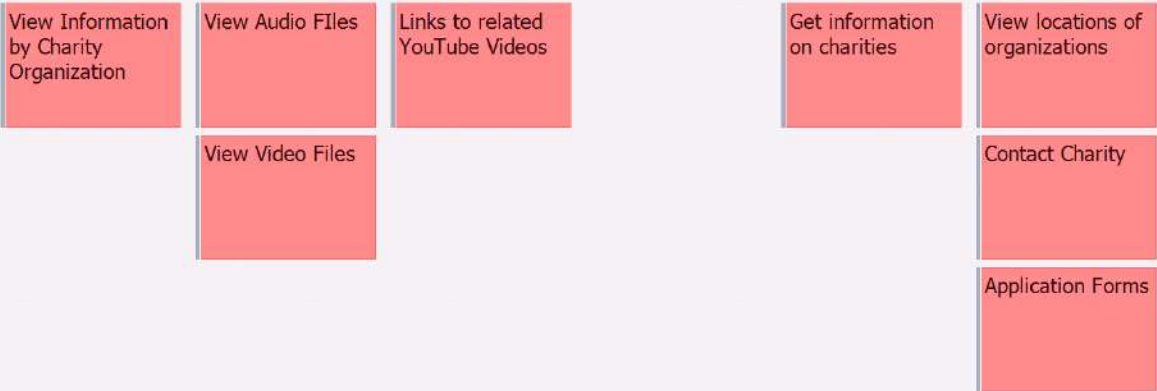 View Information
by Charity
Organization
View Audio FIles
Links to related
YouTube Videos
Get information
on charities
View locations of
organizations
View Video Files
Contact Charity
Application Forms